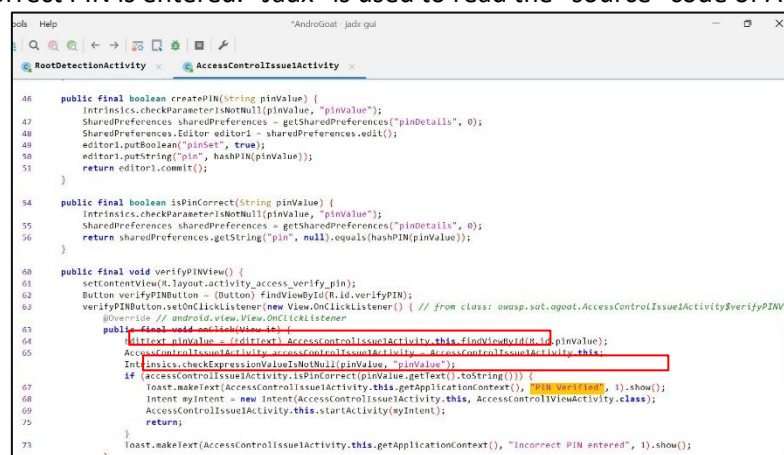 orrect PIN is entered. "Jadx" is used to read the "source" code of A
ools Help *AndroGoat - jadx-gui
RootDetectionActivity AccessControlIssue1Activity
46 public final boolean createPIN(String pinValue) {
Intrinsics.checkParameterIsNotNull(pinValue, "pinValue");
47 SharedPreferences sharedPreferences = getSharedPreferences("pinDetails", 0);
48 SharedPreferences.Editor editor1 = sharedPreferences.edit();
49 editor1.putBoolean("pinSet", true);
50 editor1.putString("pin", hashPIN(pinValue));
51 return editor1.commit();
}
54 public final boolean isPinCorrect(String pinValue) {
Intrinsics.checkParameterIsNotNull(pinValue, "pinValue");
55 SharedPreferences sharedPreferences = getSharedPreferences("pinDetails", 0);
56 return sharedPreferences.getString("pin", null).equals(hashPIN(pinValue));
}
60 public final void verifyPINView() {
61 setContentView(R.layout.activity_access_verify_pin);
62 Button verifyPINButton = (Button) findViewById(R.id.verifyPIN);
63 verifyPINButton.setOnClickListener(new View.OnClickListener() { // from class: owasp.sat.agoat.AccessControlIssue1Activity$verifyPINV
@Override // android.view.View.OnClickListener
63 public final void onClick(View it) {
64 EditText pinValue = (EditText) AccessControlIssue1Activity.this.findViewById(R.id.pinValue);
65 AccessControlIssue1Activity accessControlIssue1Activity = AccessControlIssue1Activity.this;
Intrinsics.checkExpressionValueIsNotNull(pinValue, "pinValue");
if (accessControlIssue1Activity.isPinCorrect(pinValue.getText().toString())) {
67 Toast.makeText(AccessControlIssue1Activity.this.getApplicationContext(), "PIN Verified", 1).show();
68 Intent myIntent = new Intent(AccessControlIssue1Activity.this, AccessControl1ViewActivity.class);
69 AccessControlIssue1Activity.this.startActivity(myIntent);
75 return;
}
73 Toast.makeText(AccessControlIssue1Activity.this.getApplicationContext(), "Incorrect PIN entered", 1).show();